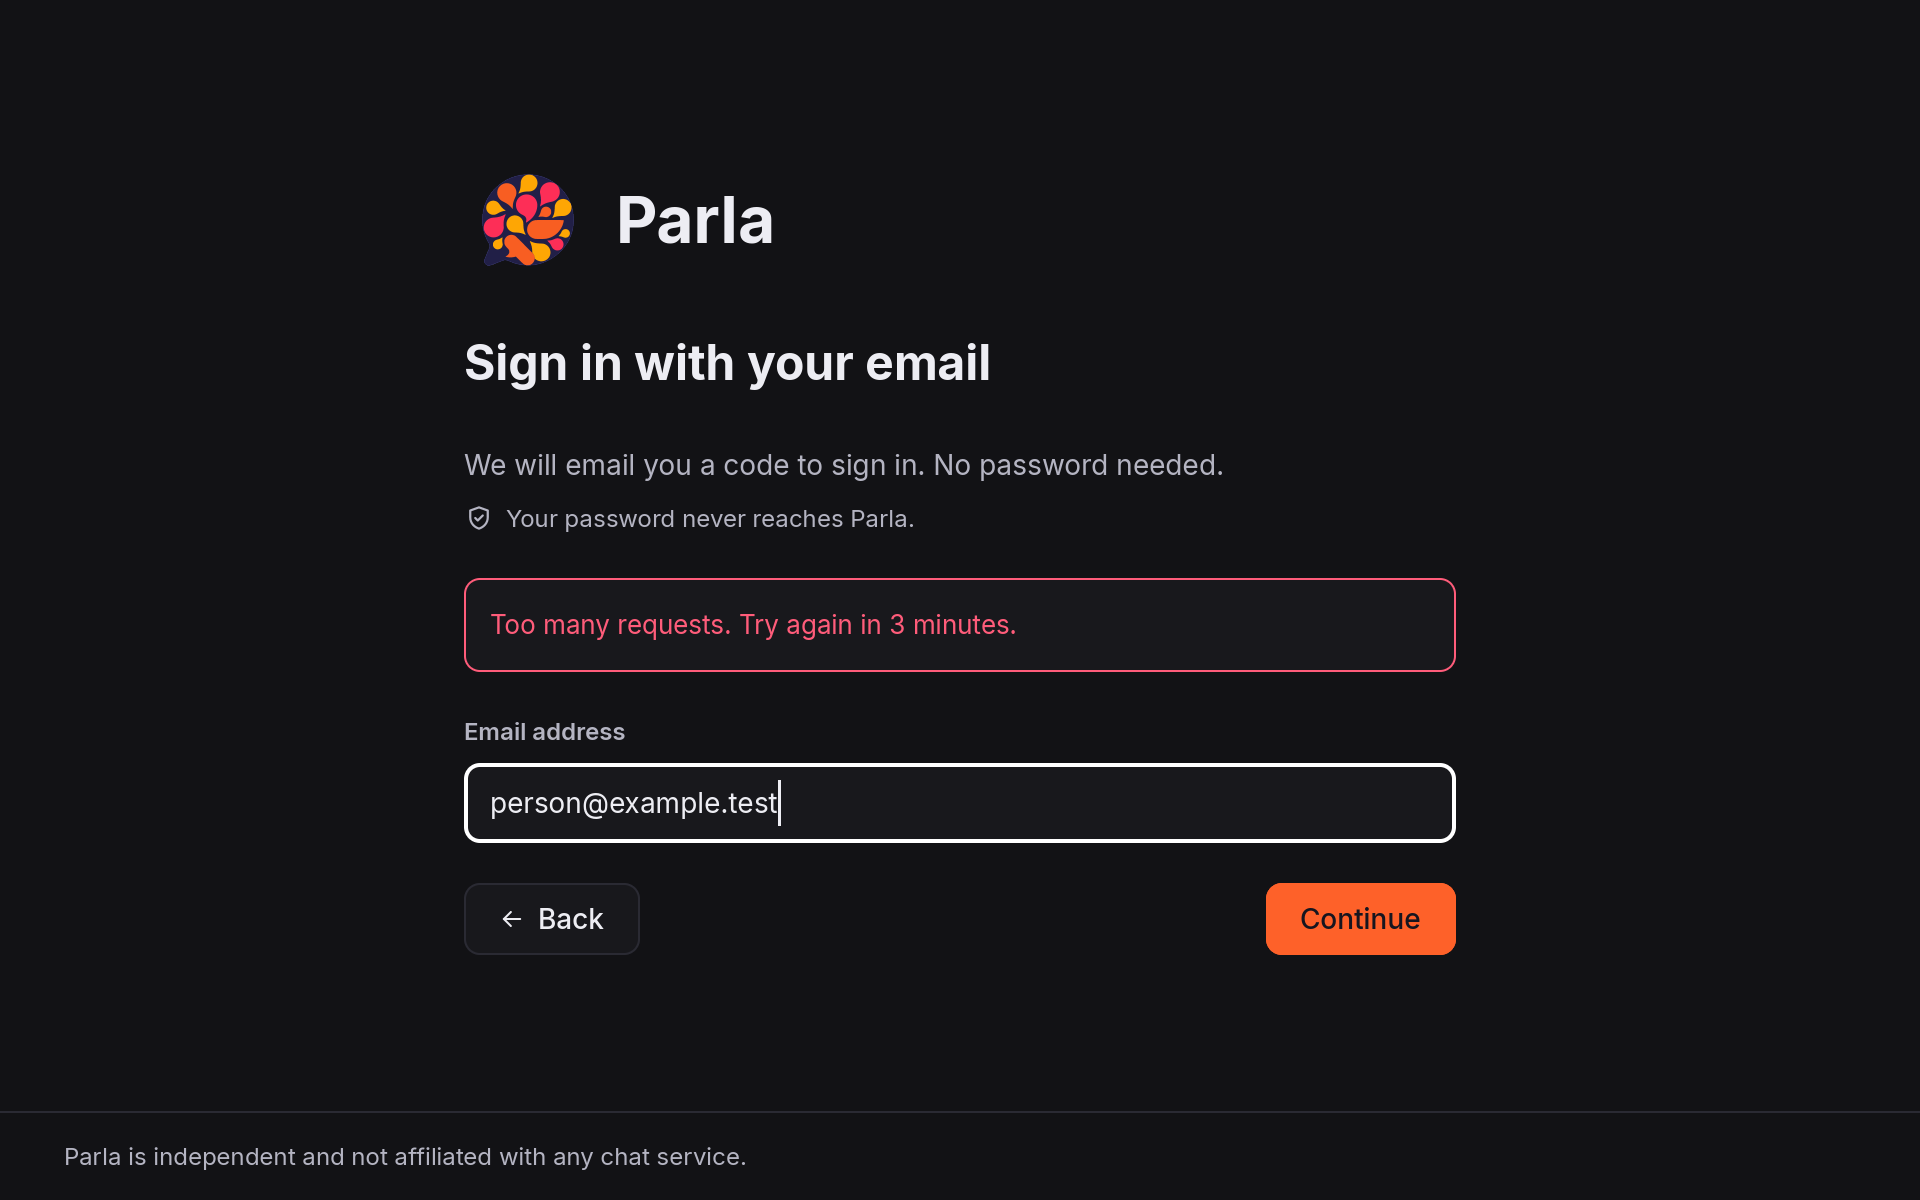 Parla
Sign in with your email
We will email you a code to sign in. No password needed.
Your password never reaches Parla.
Too many requests. Try again in 3 minutes.
Email address
person@example.test
Back
Continue
Parla is independent and not affiliated with any chat service.